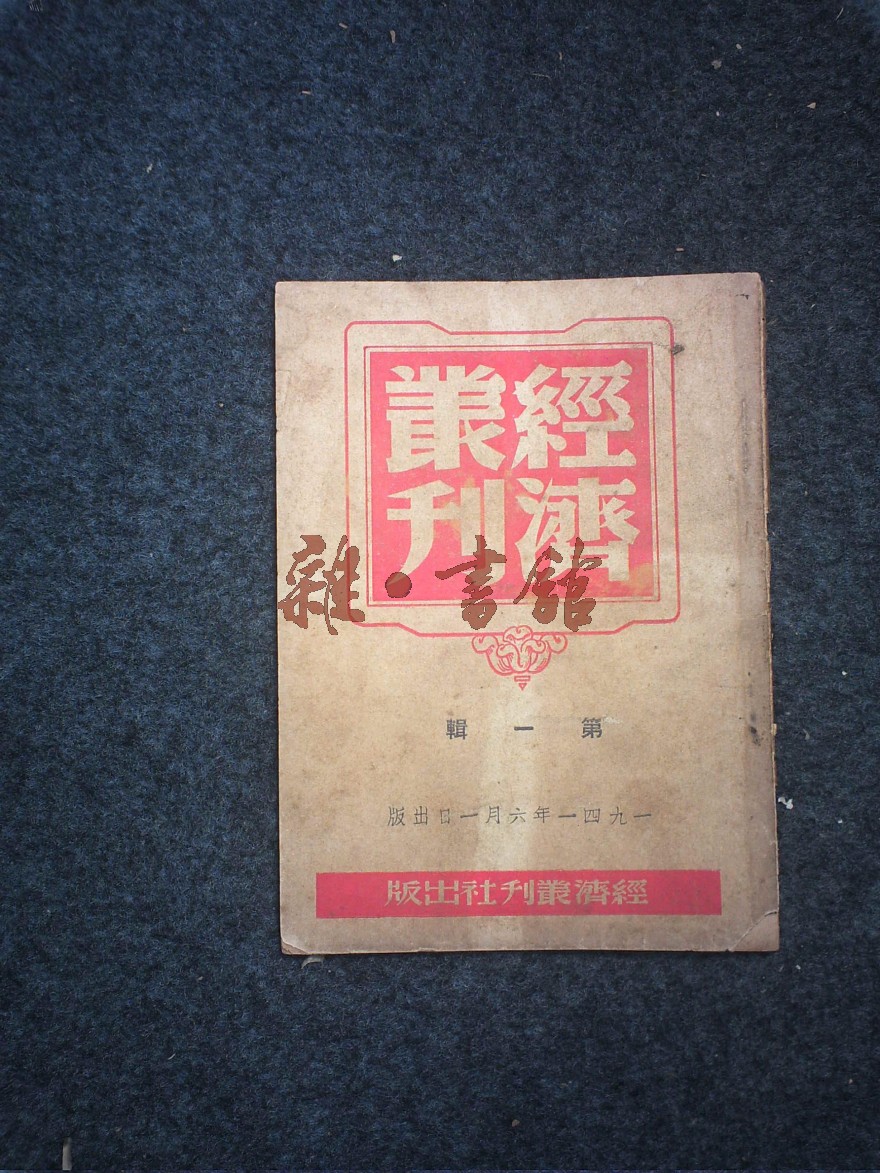 經濟
叢刊
雜·書館
第一輯
一九四一年六月一日出版
經濟叢刊社出版